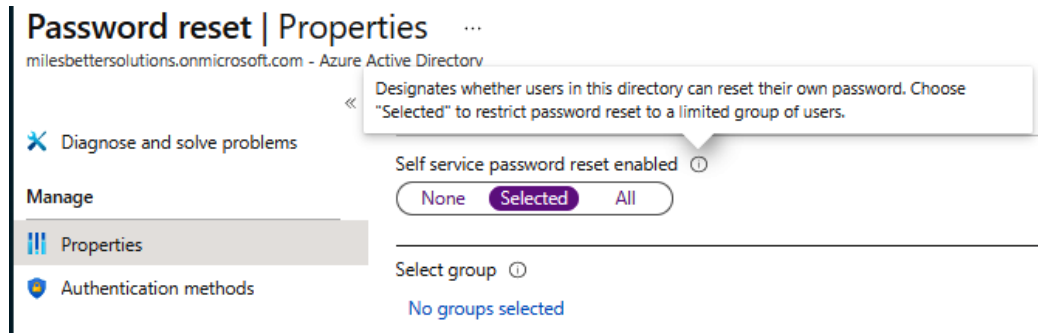 Password reset | Properties ...
milesbettersolutions.onmicrosoft.com - Azure Active Directory
Designates whether users in this directory can reset their own password. Choose
"Selected" to restrict password reset to a limited group of users.
«
Diagnose and solve problems
Manage
Properties
Authentication methods
Self service password reset enabled
None Selected All
Select group
No groups selected